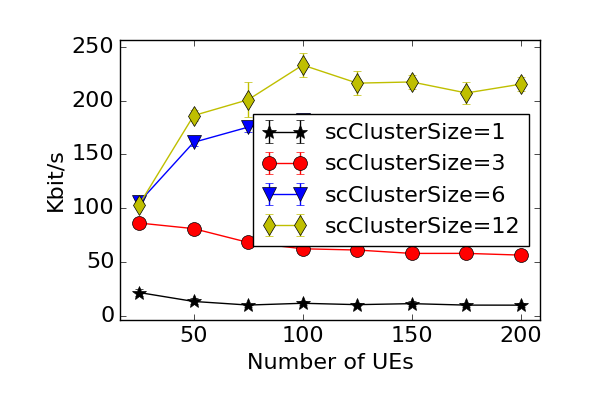 250
200
150
100
50
0
Kbit/s
scClusterSize=1
scClusterSize=3
scClusterSize=6
scClusterSize=12
50 100 150 200
Number of UEs